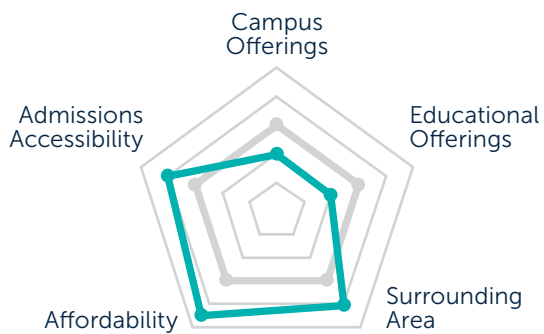 Campus
Offerings
Admissions
Accessibility
Educational
Offerings
Affordability
Surrounding
Area